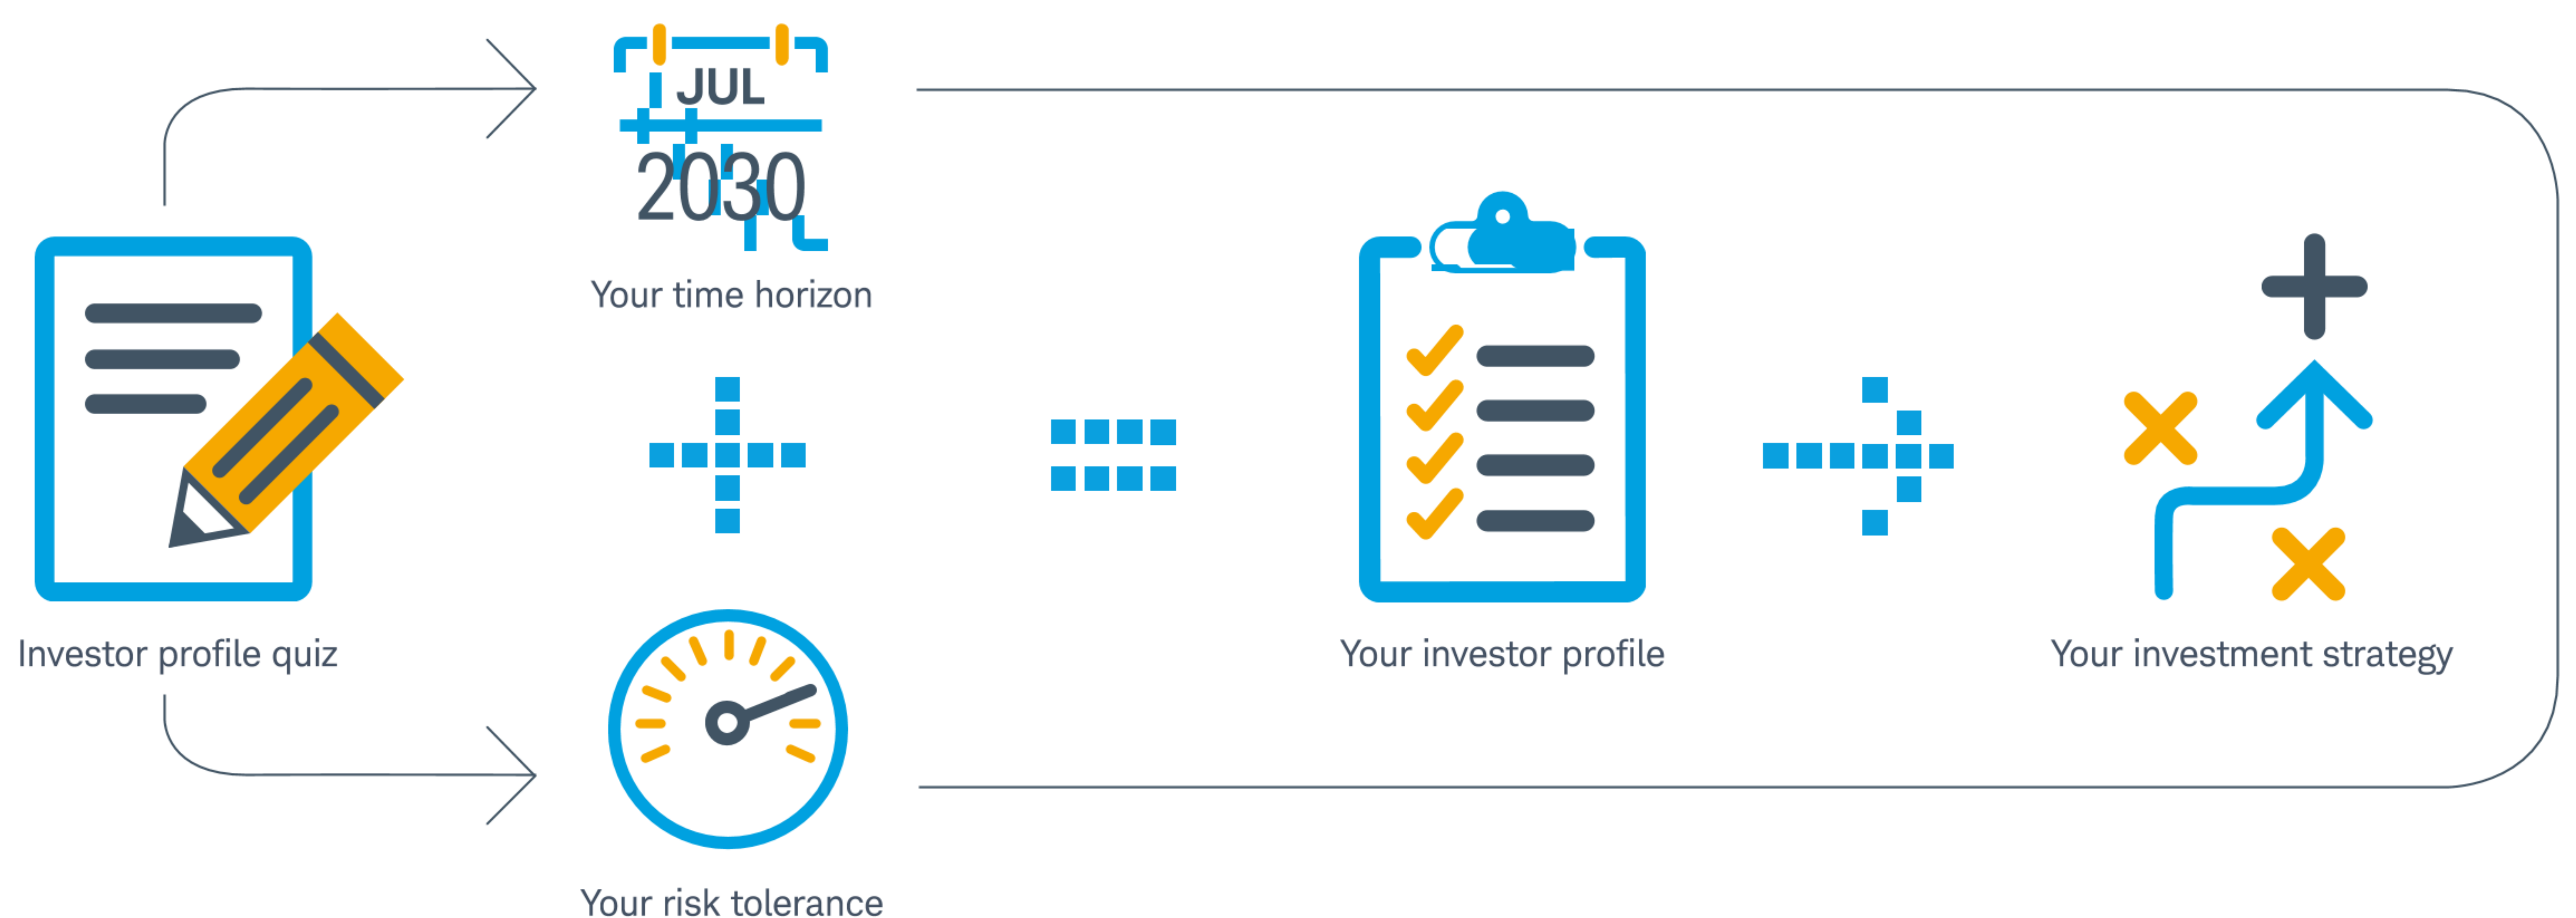 JUL
2030
Your time horizon
Investor profile quiz
Your investor profile
Your investment strategy
Your risk tolerance